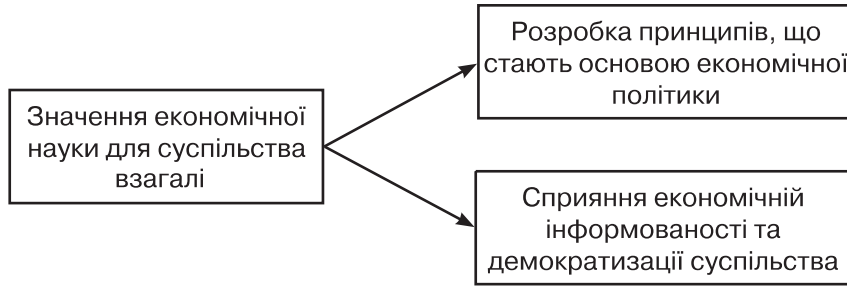 Значення економічної
науки для суспільства
взагалі
Розробка принципів, що
стають основою економічної
політики
Сприяння економічній
інформованості та
демократизації суспільства